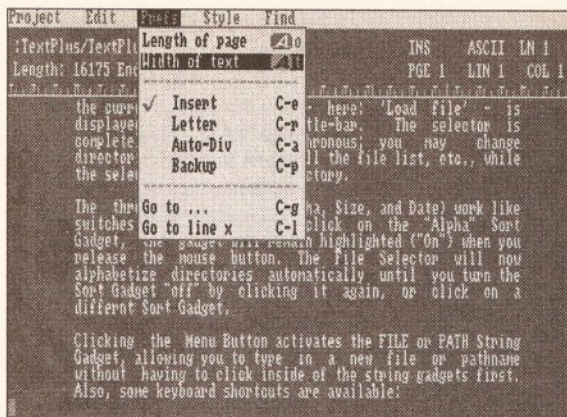 Project Edit Prefs Style Find
:TextPlus/TextPl INS ASCII LN 1
Length: 16175 PGE 1 LIN 1 COL 1
Length of page A o
Width of text A t
✓ Insert C-e
Letter C-r
Auto-Div C-a
Backup C-p
Go to ... C-g
Go to line x C-l
the curre - here: 'Load file' - is
displaye tle-bar. The selector is
complete chronous; you may change
director ll the file list, etc., while
the selec ctory.
The thre ha, Size, and Date) work like
switches click on the "Alpha" Sort
Gadget, the gadget will remain highlighted ("On") when you
release the mouse button. The File Selector will now
alphabetize directories automatically until you turn the
Sort Gadget "off" by clicking it again, or click on a
differnt Sort Gadget.
Clicking the Menu Button activates the FILE or PATH String
Gadget, allowing you to type in a new file or pathname
without having to click inside of the string gadgets first.
Also, some keyboard shortcuts are available: